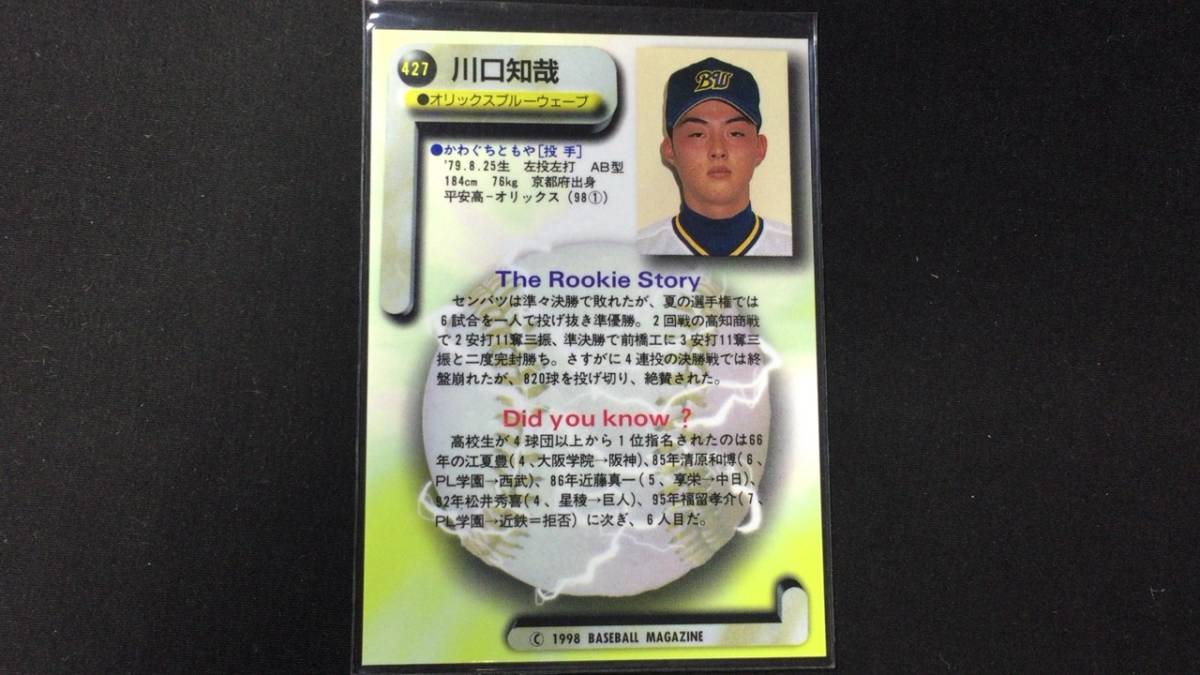 427 川口知哉
●オリックスブルーウェーブ
BW
●かわぐちともや[投 手]
'79.8.25生 左投左打 AB型
184cm 76kg 京都府出身
平安高−オリックス（98①）
The Rookie Story
センバツは準々決勝で敗れたが、夏の選手権では
6試合を一人で投げ抜き準優勝。2回戦の高知商戦
で2安打11奪三振、準決勝で前橋工に3安打11奪三
振と二度完封勝ち。さすがに4連投の決勝戦では終
盤崩れたが、820球を投げ切り、絶賛された。
Did you know ?
高校生が4球団以上から1位指名されたのは66
年の江夏豊(4、大阪学院→阪神)、85年清原和博(6、
PL学園→西武)、86年近藤真一(5、享栄→中日)、
92年松井秀喜(4、星稜→巨人)、95年福留孝介(7、
PL学園→近鉄＝拒否）に次ぎ、6人目だ。
© 1998 BASEBALL MAGAZINE